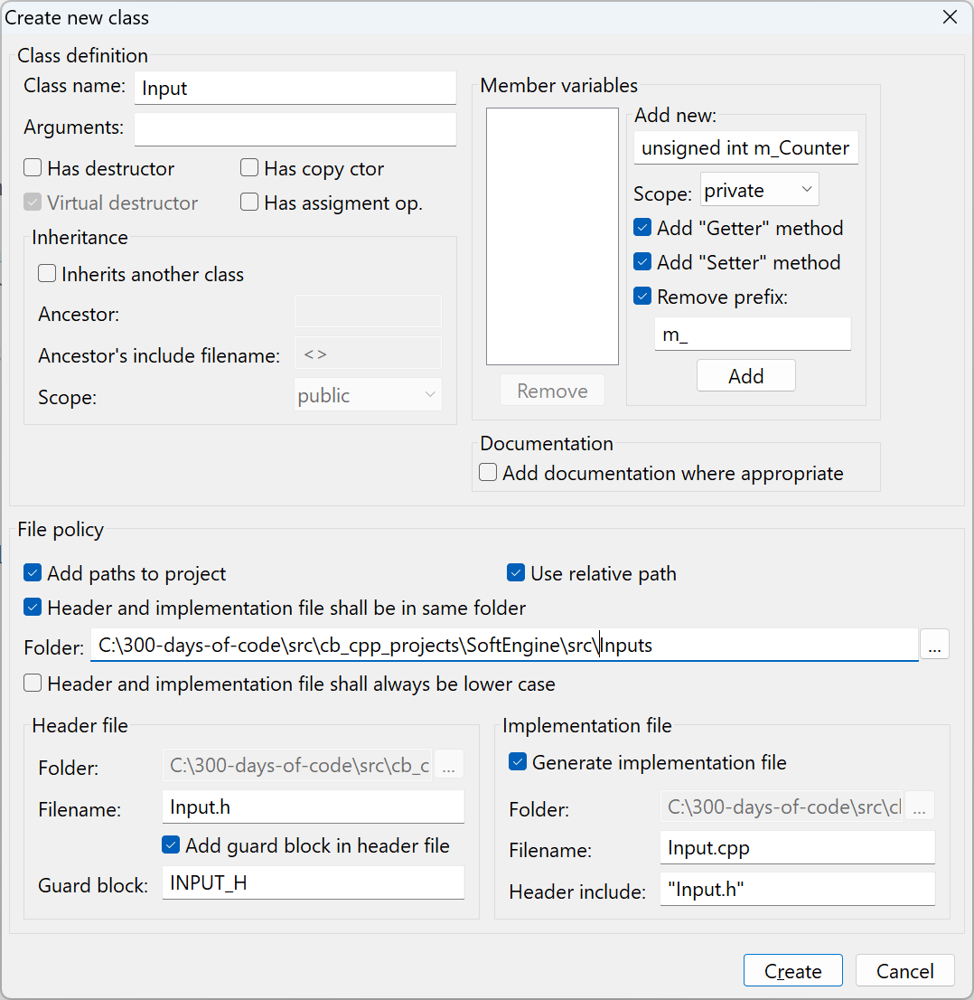 Create new class
Class definition
Class name: Input
Arguments:
Has destructor
Has copy ctor
Virtual destructor
Has assigment op.
Inheritance
Inherits another class
Ancestor:
Ancestor's include filename: <>
Scope: public
Member variables
Add new:
unsigned int m_Counter
Scope: private
Add "Getter" method
Add "Setter" method
Remove prefix:
m_
Add
Remove
Documentation
Add documentation where appropriate
File policy
Add paths to project
Use relative path
Header and implementation file shall be in same folder
Folder: C:\300-days-of-code\src\cb_cpp_projects\SoftEngine\src\Inputs ...
Header and implementation file shall always be lower case
Header file
Folder: C:\300-days-of-code\src\cb_c ...
Filename: Input.h
Add guard block in header file
Guard block: INPUT_H
Implementation file
Generate implementation file
Folder: C:\300-days-of-code\src\cl ...
Filename: Input.cpp
Header include: "Input.h"
Create
Cancel